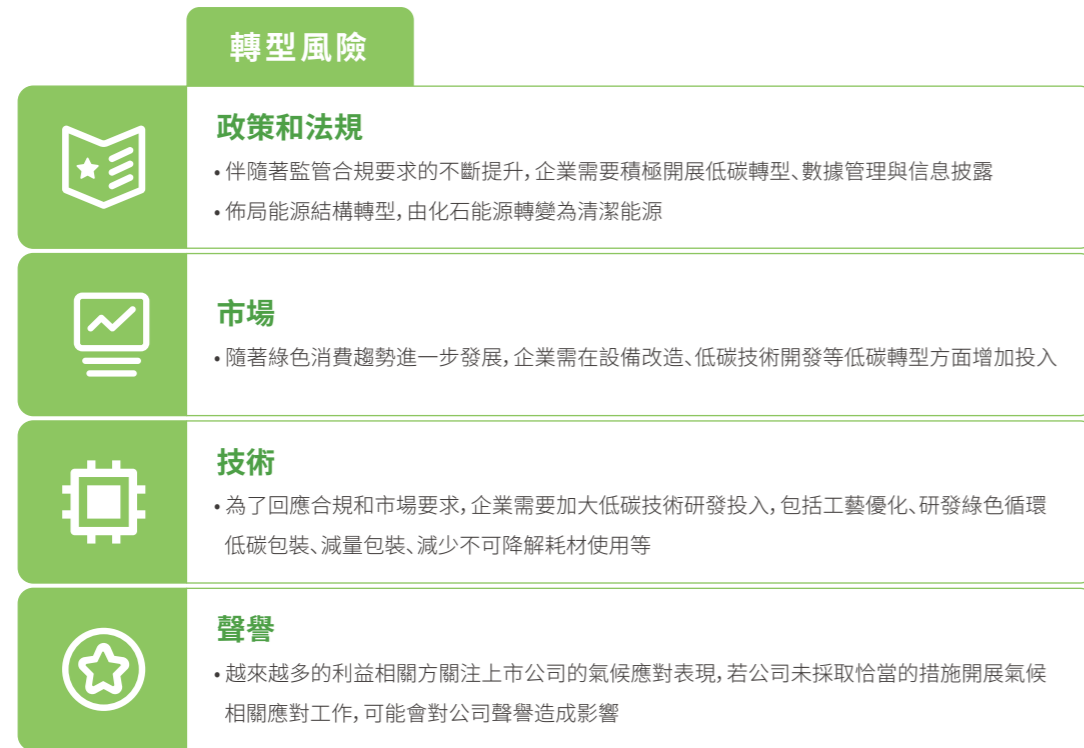 轉型風險
政策和法規
• 伴隨著監管合規要求的不斷提升，企業需要積極開展低碳轉型、數據管理與信息披露
• 佈局能源結構轉型，由化石能源轉變為清潔能源
市場
• 隨著綠色消費趨勢進一步發展，企業需在設備改造、低碳技術開發等低碳轉型方面增加投入
技術
• 為了回應合規和市場要求，企業需要加大低碳技術研發投入，包括工藝優化、研發綠色循環
低碳包裝、減量包裝、減少不可降解耗材使用等
聲譽
• 越來越多的利益相關方關注上市公司的氣候應對表現，若公司未採取恰當的措施開展氣候
相關應對工作，可能會對公司聲譽造成影響